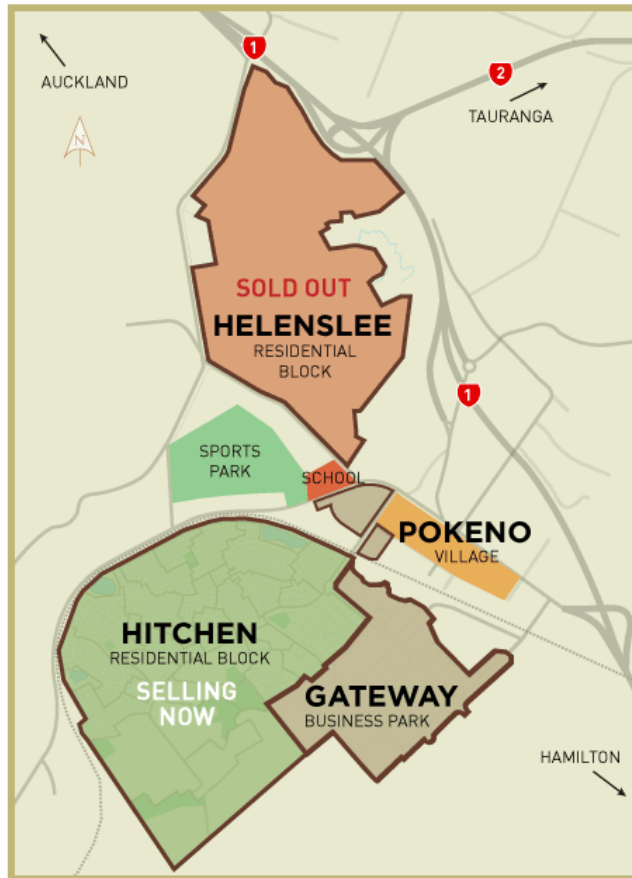 1
2
AUCKLAND
TAURANGA
N
SOLD OUT
HELENSLEE
RESIDENTIAL
BLOCK
1
SPORTS
PARK
SCHOOL
POKENO
VILLAGE
HITCHEN
RESIDENTIAL BLOCK
SELLING
NOW
GATEWAY
BUSINESS PARK
HAMILTON